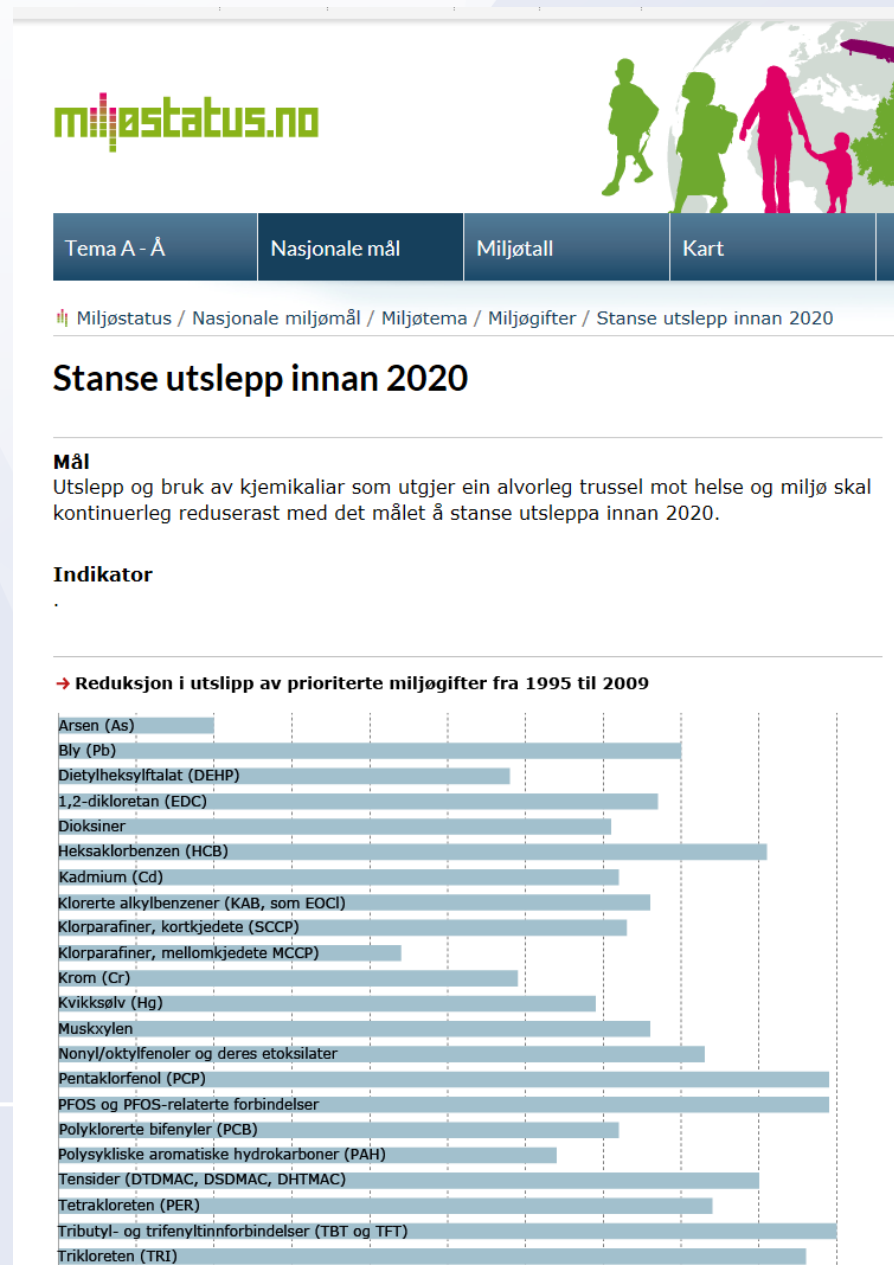 miljøstatus.no
Tema A - Å
Nasjonale mål
Miljøtall
Kart
Miljøstatus / Nasjonale miljømål / Miljøtema / Miljøgifter / Stanse utslepp innan 2020
Stanse utslepp innan 2020
Mål
Utslepp og bruk av kjemikaliar som utgjer ein alvorleg trussel mot helse og miljø skal
kontinuerleg reduserast med det målet å stanse utsleppa innan 2020.
Indikator
.
Reduksjon i utslipp av prioriterte miljøgifter fra 1995 til 2009
Arsen (As)
Bly (Pb)
Dietylheksylftalat (DEHP)
1,2-dikloretan (EDC)
Dioksiner
Heksaklorbenzen (HCB)
Kadmium (Cd)
Klorerte alkylbenzener (KAB, som EOCl)
Klorparafiner, kortkjedete (SCCP)
Klorparafiner, mellomkjedete MCCP)
Krom (Cr)
Kvikksølv (Hg)
Muskxylen
Nonyl/oktylfenoler og deres etoksilater
Pentaklorfenol (PCP)
PFOS og PFOS-relaterte forbindelser
Polyklorerte bifenyler (PCB)
Polysykliske aromatiske hydrokarboner (PAH)
Tensider (DTDMAC, DSDMAC, DHTMAC)
Tetrakloreten (PER)
Tributyl- og trifenyltinnforbindelser (TBT og TFT)
Trikloreten (TRI)